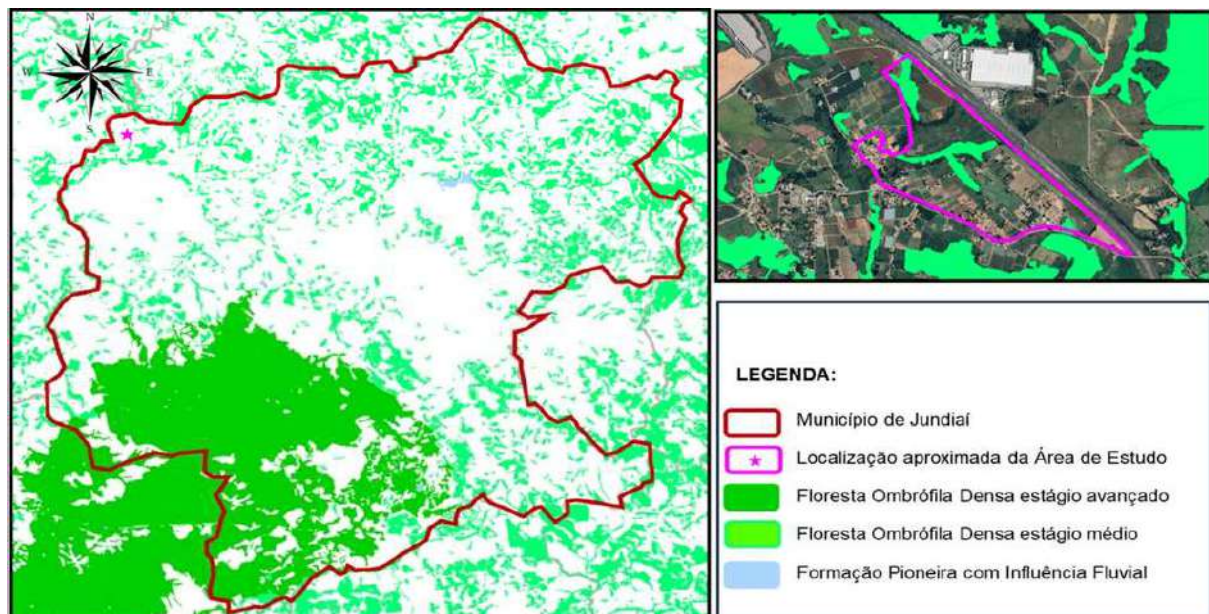 N
W
E
S
LEGENDA:
Município de Jundiaí
Localização aproximada da Área de Estudo
Floresta Ombrófila Densa estágio avançado
Floresta Ombrófila Densa estágio médio
Formação Pioneira com Influência Fluvial